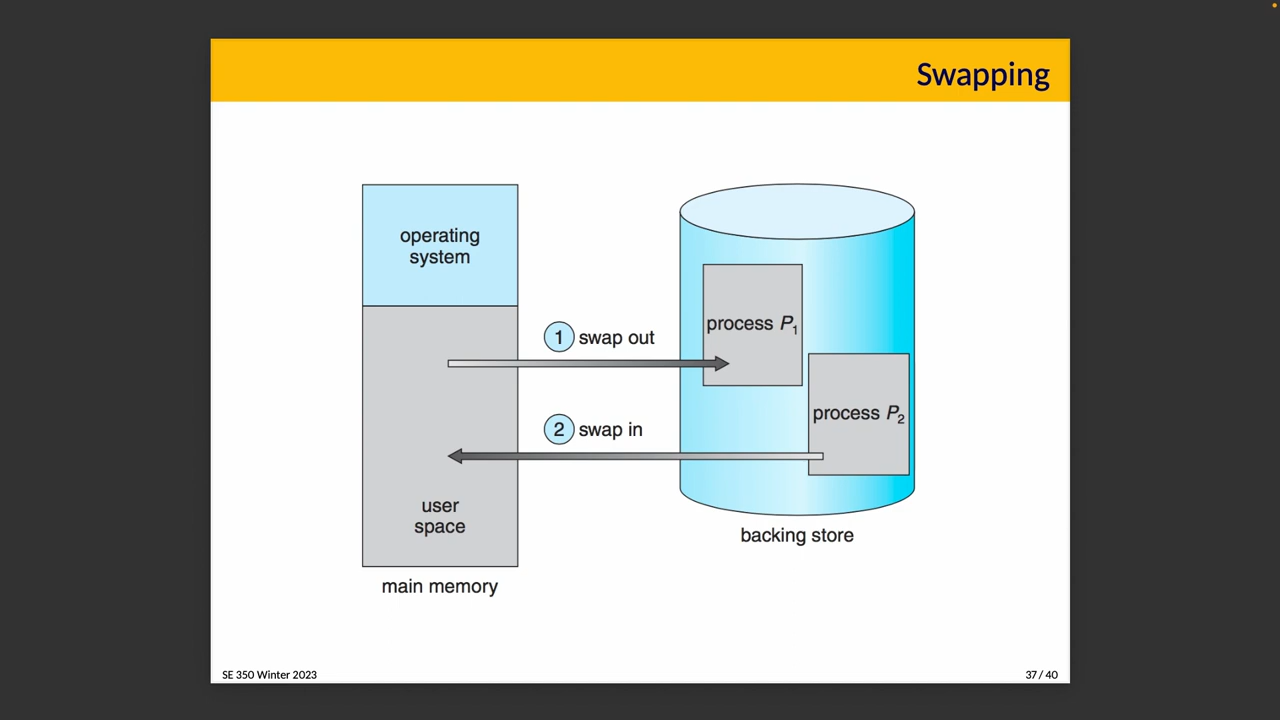 Swapping
operating
system
1 swap out
process P1
2 swap in
process P2
user
space
backing store
main memory
SE 350 Winter 2023
37 / 40